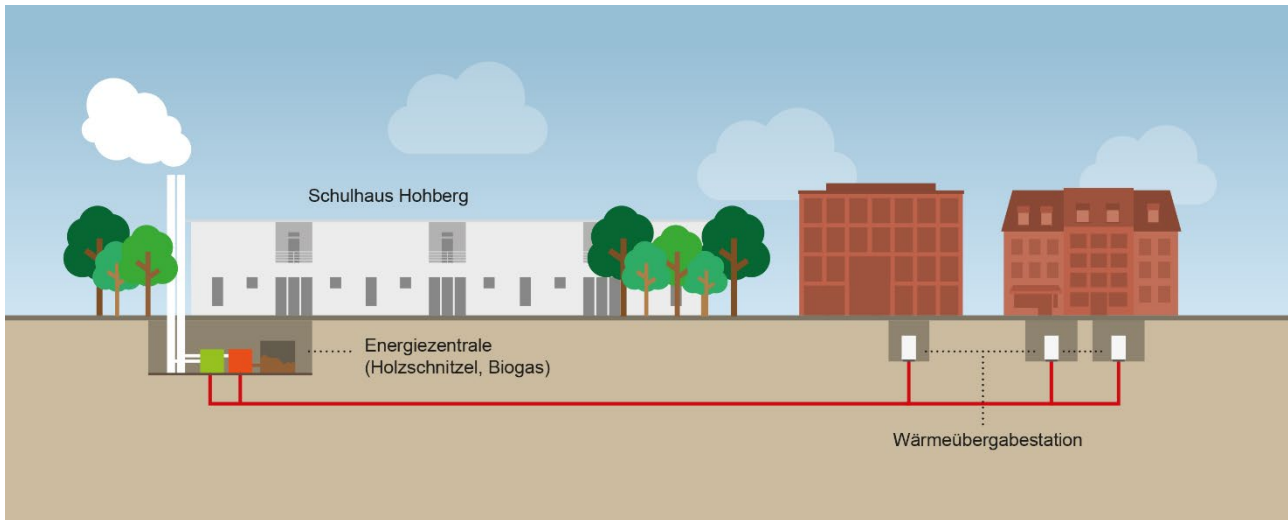 Schulhaus Hohberg
Energiezentrale
(Holzschnitzel, Biogas)
Wärmeübergabestation